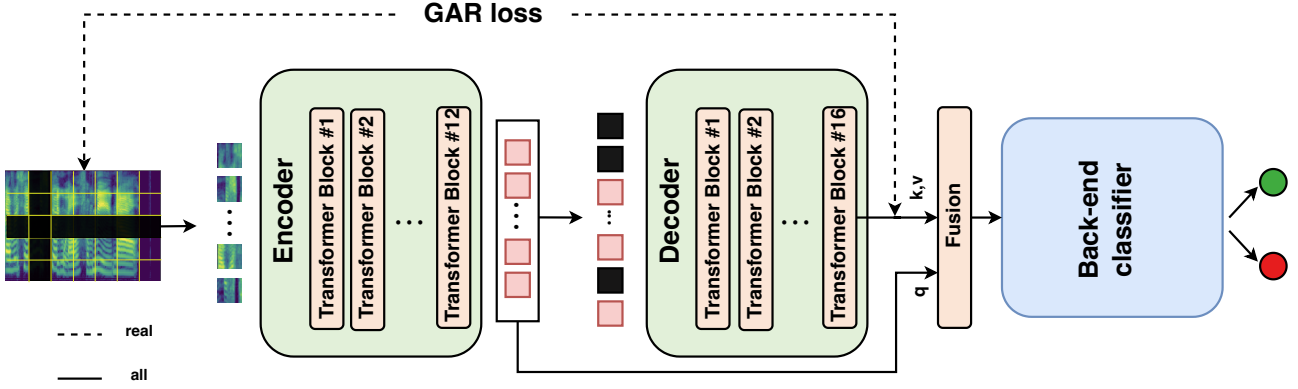 GAR loss
Encoder
Transformer Block #1
Transformer Block #2
...
Transformer Block #12
...
...
Decoder
Transformer Block #1
Transformer Block #2
...
Transformer Block #16
...
k,v
q
Fusion
Back-end
classifier
real
all